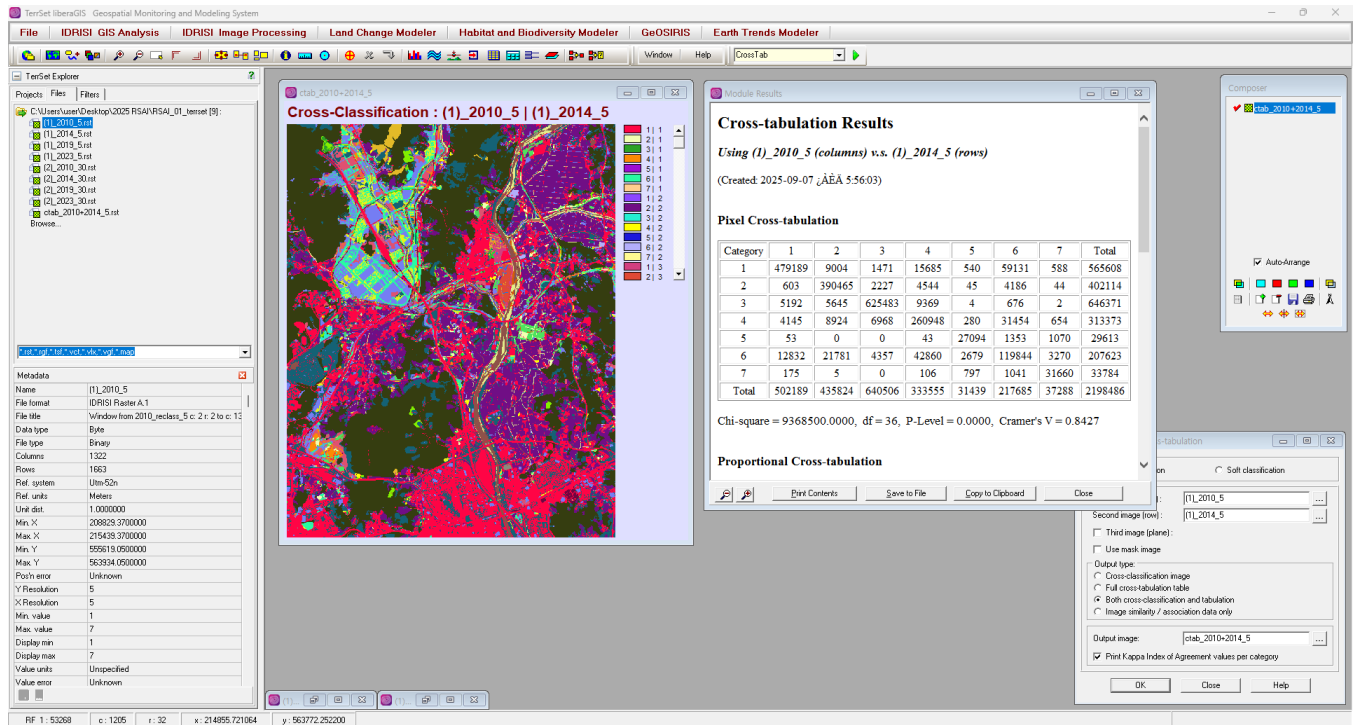 TerrSet liberaGIS Geospatial Monitoring and Modeling System
File IDRISI GIS Analysis IDRISI Image Processing Land Change Modeler Habitat and Biodiversity Modeler GeOSIRIS Earth Trends Modeler
Window Help CrossTab
TerrSet Explorer ?
Projects Files Filters
C:\Users\user\Desktop\2025 RSAI\RSAI_01_terrset [9] :
(1)_2010_5.rst
(1)_2014_5.rst
(1)_2019_5.rst
(1)_2023_5.rst
(2)_2010_30.rst
(2)_2014_30.rst
(2)_2019_30.rst
(2)_2023_30.rst
ctab_2010+2014_5.rst
Browse...
*.rst,*.rgf,*.tsf,*.vct,*.vlx,*.vgf,*.map
Metadata
Name (1)_2010_5
File format IDRISI Raster A.1
File title Window from 2010_reclass_5 c: 2 r: 2 to c: 13
Data type Byte
File type Binary
Columns 1322
Rows 1663
Ref. system Utm-52n
Ref. units Meters
Unit dist. 1.0000000
Min. X 208829.3700000
Max. X 215439.3700000
Min. Y 555619.0500000
Max. Y 563934.0500000
Pos'n error Unknown
Y Resolution 5
X Resolution 5
Min. value 1
Max. value 7
Display min 1
Display max 7
Value units Unspecified
Value error Unknown
ctab_2010+2014_5
Cross-Classification : (1)_2010_5 | (1)_2014_5
1| 1
2| 1
3| 1
4| 1
5| 1
6| 1
7| 1
1| 2
2| 2
3| 2
4| 2
5| 2
6| 2
7| 2
1| 3
2| 3
Module Results
Cross-tabulation Results
Using (1)_2010_5 (columns) v.s. (1)_2014_5 (rows)
(Created: 2025-09-07 ¿ÀÈÄ 5:56:03)
Pixel Cross-tabulation
Category 1 2 3 4 5 6 7 Total
1 479189 9004 1471 15685 540 59131 588 565608
2 603 390465 2227 4544 45 4186 44 402114
3 5192 5645 625483 9369 4 676 2 646371
4 4145 8924 6968 260948 280 31454 654 313373
5 53 0 0 43 27094 1353 1070 29613
6 12832 21781 4357 42860 2679 119844 3270 207623
7 175 5 0 106 797 1041 31660 33784
Total 502189 435824 640506 333555 31439 217685 37288 2198486
Chi-square = 9368500.0000, df = 36, P-Level = 0.0000, Cramer's V = 0.8427
Proportional Cross-tabulation
Print Contents Save to File Copy to Clipboard Close
Composer
ctab_2010+2014_5
Auto-Arrange
s-tabulation
on Soft classification
) : (1)_2010_5 ...
Second image (row) : (1)_2014_5 ...
Third image (plane) :
Use mask image
Output type:
Cross-classification image
Full cross-tabulation table
Both cross-classification and tabulation
Image similarity / association data only
Output image: ctab_2010+2014_5 ...
Print Kappa Index of Agreement values per category
OK Close Help
(1)... (1)...
RF 1 : 53268 c : 1205 r : 32 x : 214855.721064 y : 563772.252200